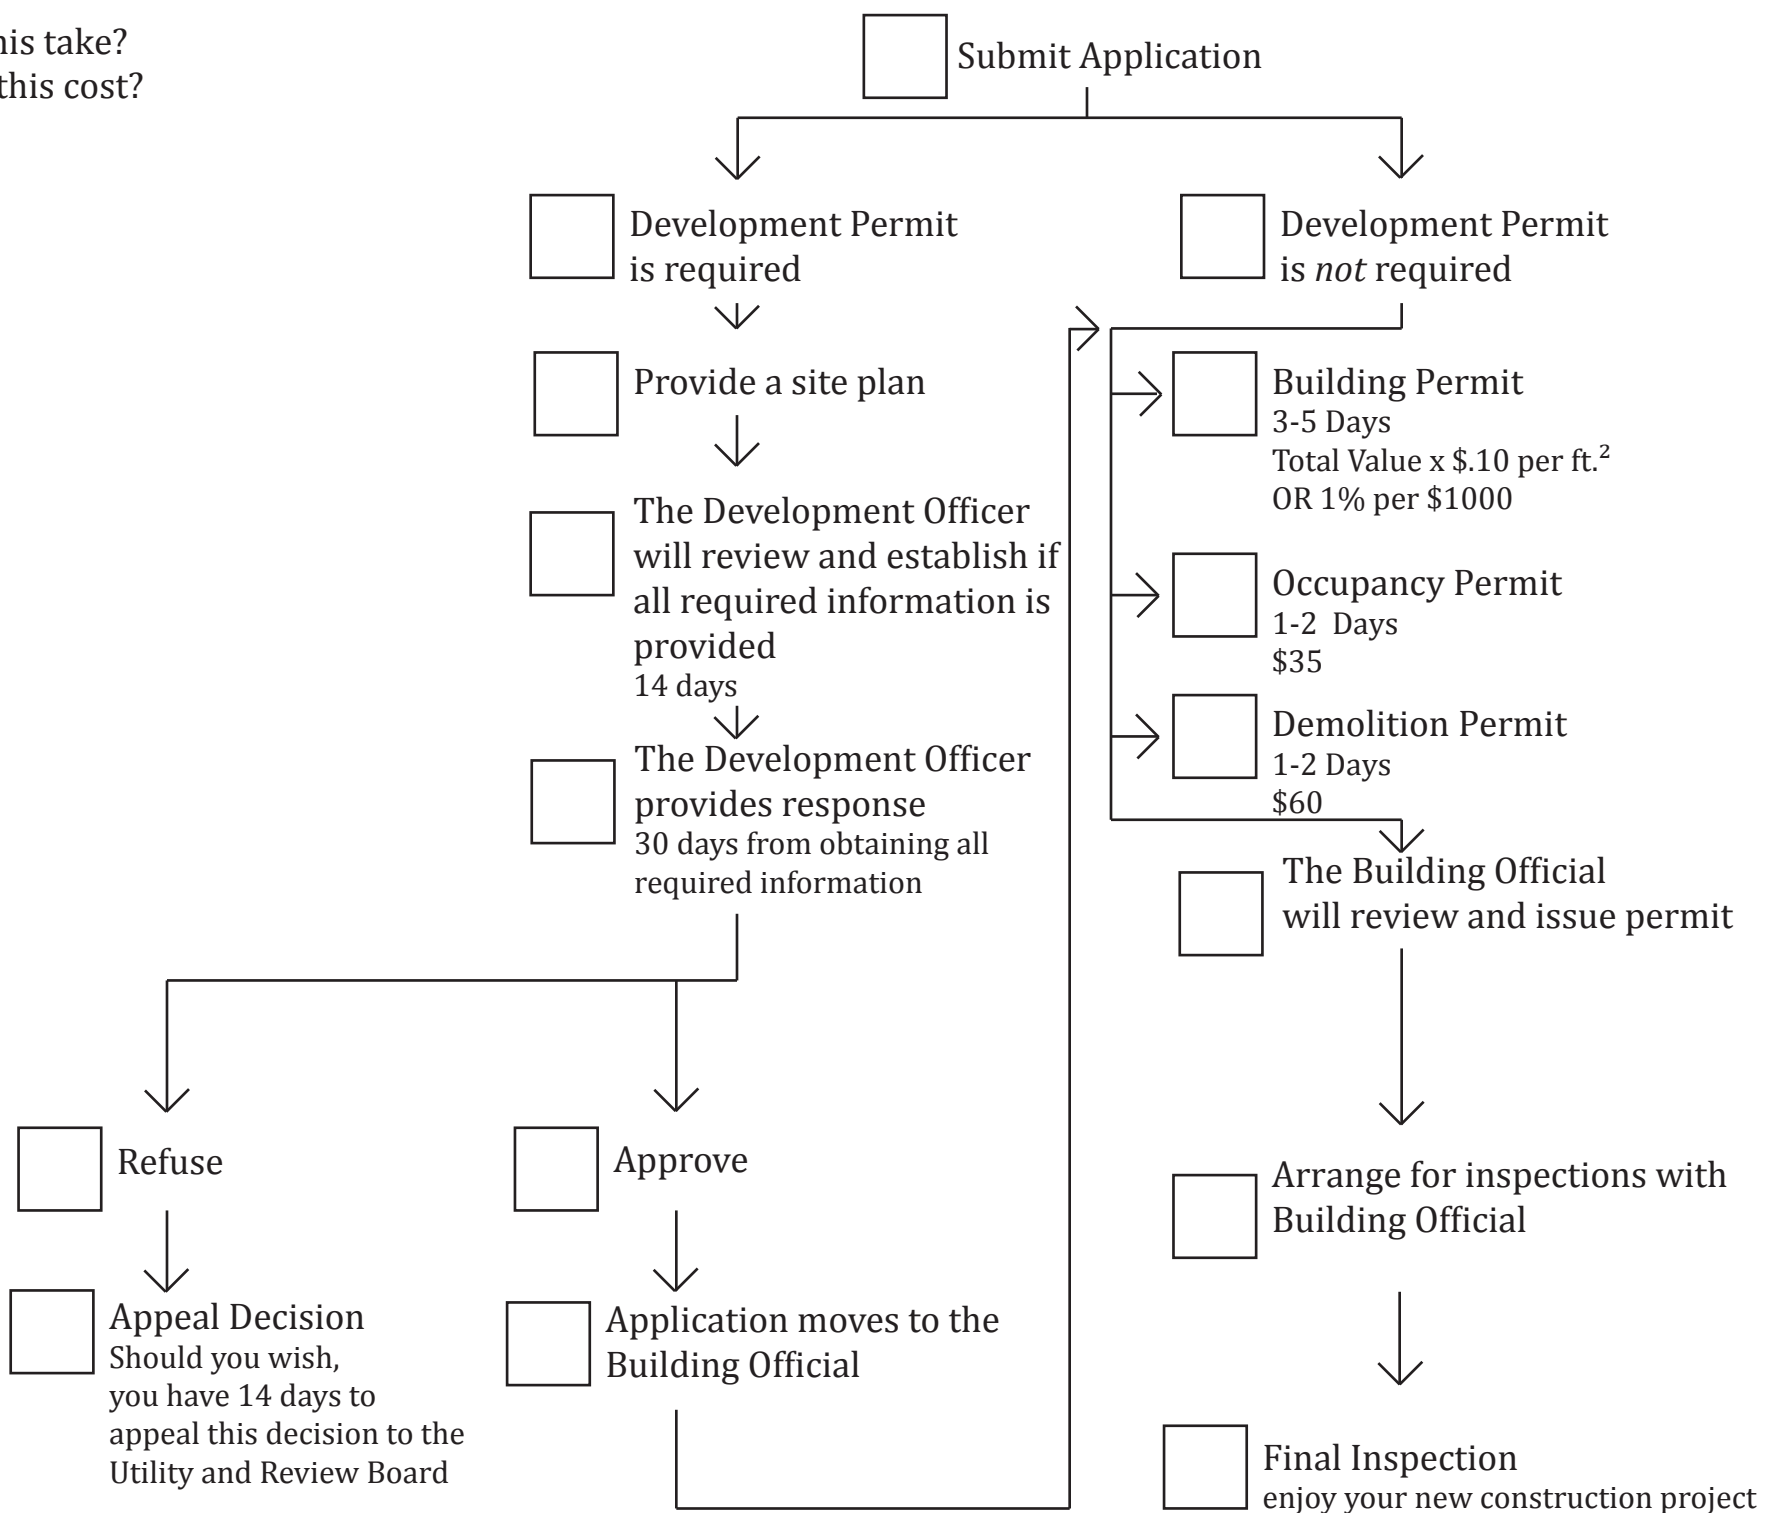 his take?
this cost?
Submit Application
Development Permit
is required
Development Permit
is not required
Provide a site plan
Building Permit
3-5 Days
Total Value x $.10 per ft.²
OR 1% per $1000
The Development Officer
will review and establish if
all required information is
provided
14 days
Occupancy Permit
1-2 Days
$35
Demolition Permit
1-2 Days
$60
The Development Officer
provides response
30 days from obtaining all
required information
The Building Official
will review and issue permit
Refuse
Approve
Arrange for inspections with
Building Official
Appeal Decision
Should you wish,
you have 14 days to
appeal this decision to the
Utility and Review Board
Application moves to the
Building Official
Final Inspection
enjoy your new construction project